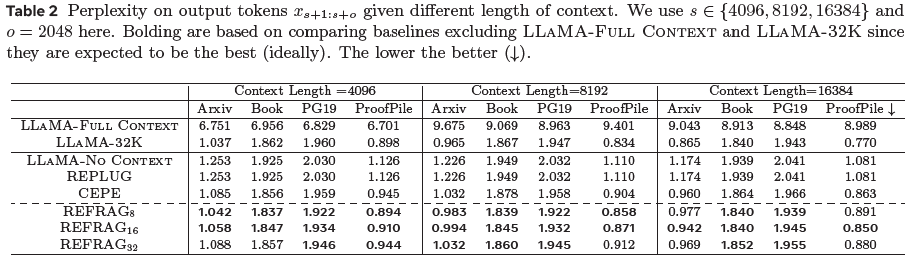 Table 2 Perplexity on output tokens x_{s+1:s+o} given different length of context. We use s ∈ {4096, 8192, 16384} and
o = 2048 here. Bolding are based on comparing baselines excluding LLaMA-Full Context and LLaMA-32K since
they are expected to be the best (ideally). The lower the better (↓).
Context Length =4096 Context Length=8192 Context Length=16384
Arxiv Book PG19 ProofPile Arxiv Book PG19 ProofPile Arxiv Book PG19 ProofPile ↓
LLaMA-Full Context 6.751 6.956 6.829 6.701 9.675 9.069 8.963 9.401 9.043 8.913 8.848 8.989
LLaMA-32K 1.037 1.862 1.960 0.898 0.965 1.867 1.947 0.834 0.865 1.840 1.943 0.770
LLaMA-No Context 1.253 1.925 2.030 1.126 1.226 1.949 2.032 1.110 1.174 1.939 2.041 1.081
REPLUG 1.253 1.925 2.030 1.126 1.226 1.949 2.032 1.110 1.174 1.939 2.041 1.081
CEPE 1.085 1.856 1.959 0.945 1.032 1.878 1.958 0.904 0.960 1.864 1.966 0.863
REFRAG₈ 1.042 1.837 1.922 0.894 0.983 1.839 1.922 0.858 0.977 1.840 1.939 0.891
REFRAG₁₆ 1.058 1.847 1.934 0.910 0.994 1.845 1.932 0.871 0.942 1.840 1.945 0.850
REFRAG₃₂ 1.088 1.857 1.946 0.944 1.032 1.860 1.945 0.912 0.969 1.852 1.955 0.880